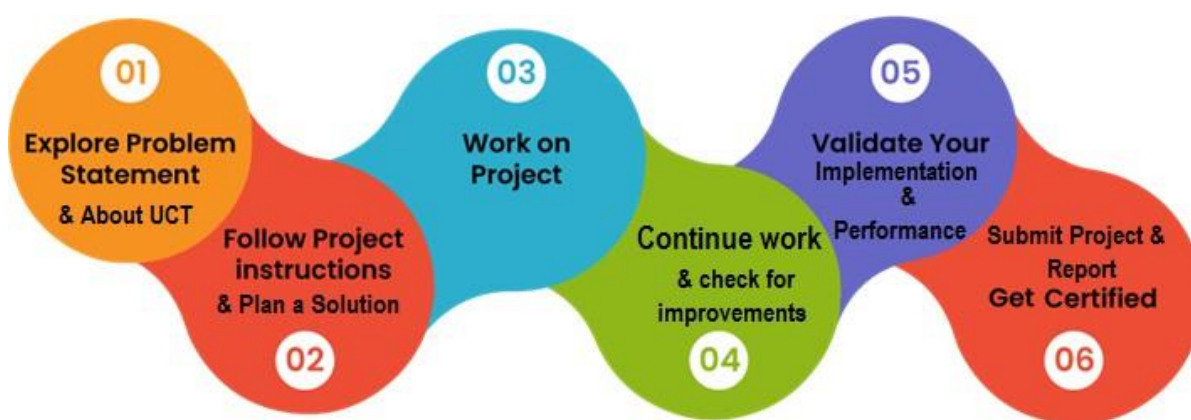 01
Explore Problem
Statement
& About UCT
Follow Project
instructions
& Plan a Solution
02
03
Work on
Project
Continue work
& check for
improvements
04
05
Validate Your
Implementation
&
Performance
Submit Project &
Report
Get Certified
06